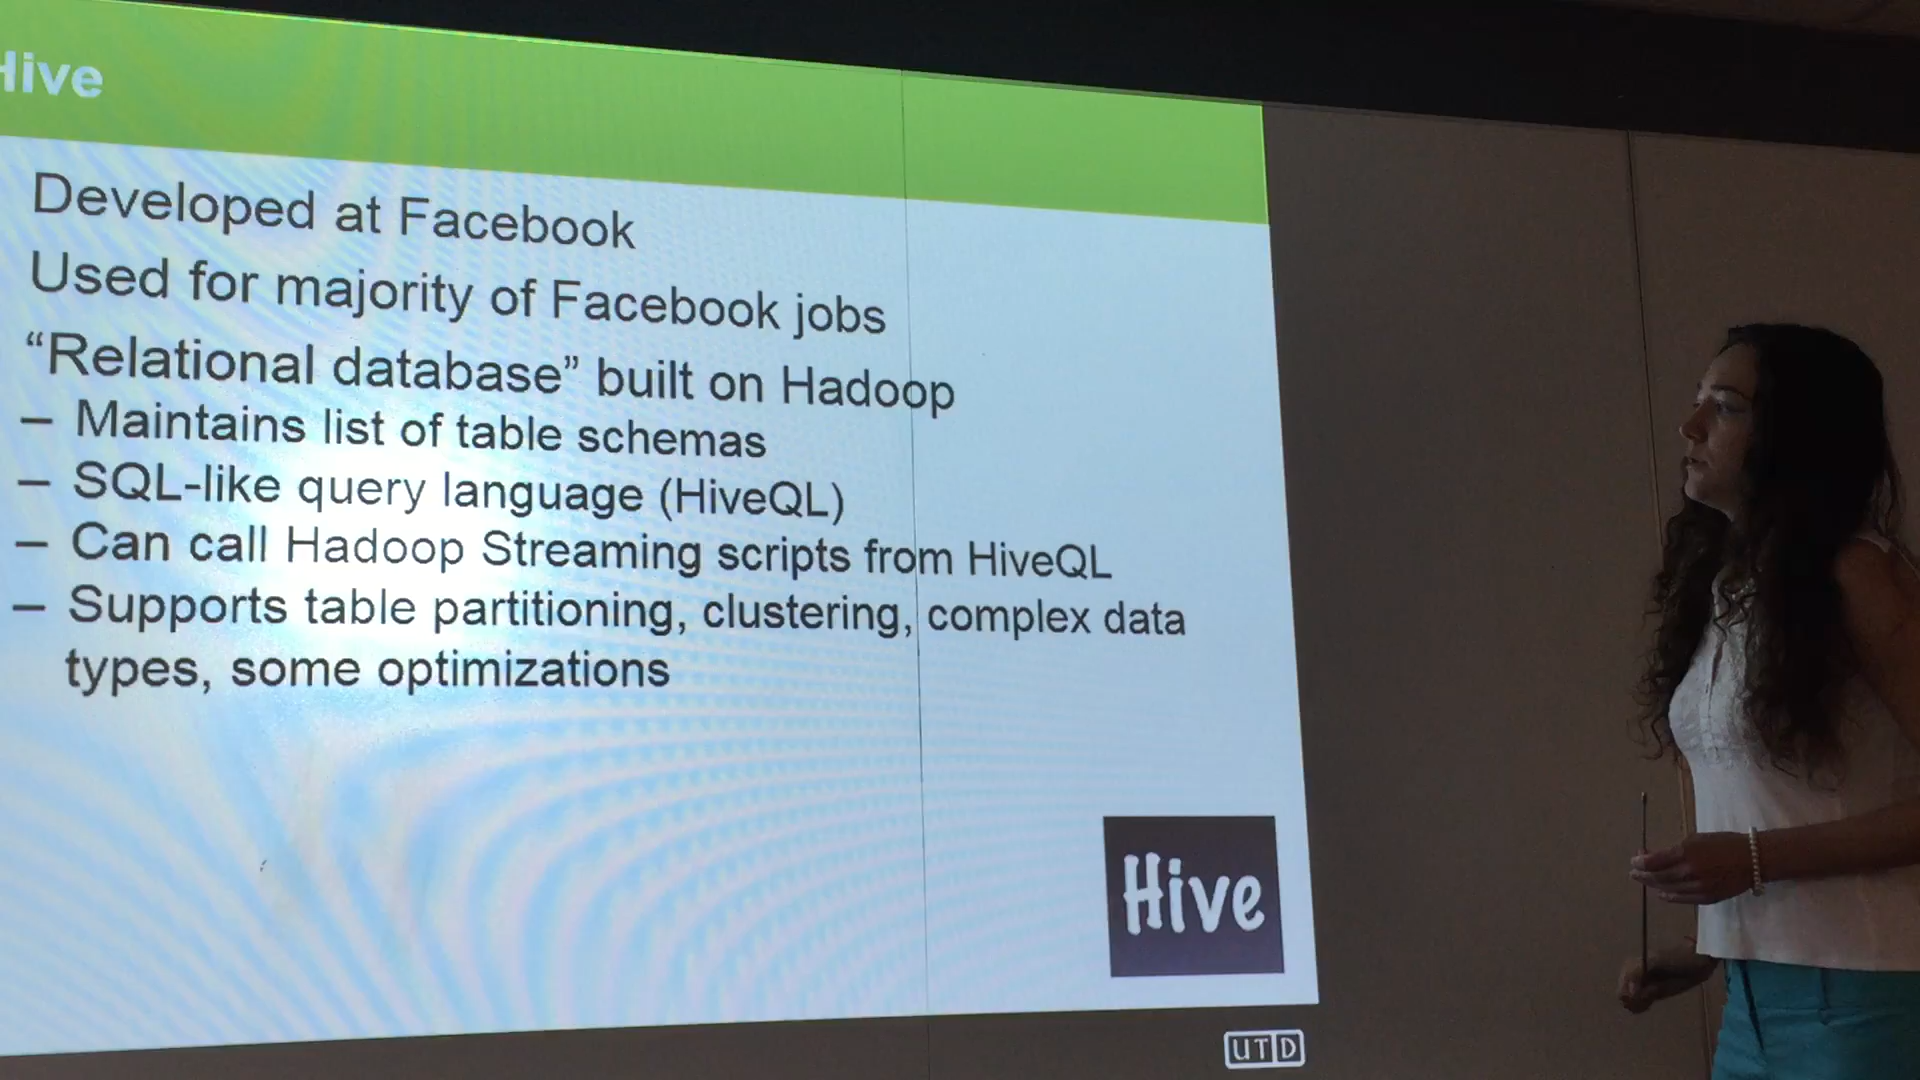 Hive
Developed at Facebook
Used for majority of Facebook jobs
“Relational database” built on Hadoop
– Maintains list of table schemas
– SQL-like query language (HiveQL)
– Can call Hadoop Streaming scripts from HiveQL
– Supports table partitioning, clustering, complex data
types, some optimizations
Hive
UTD